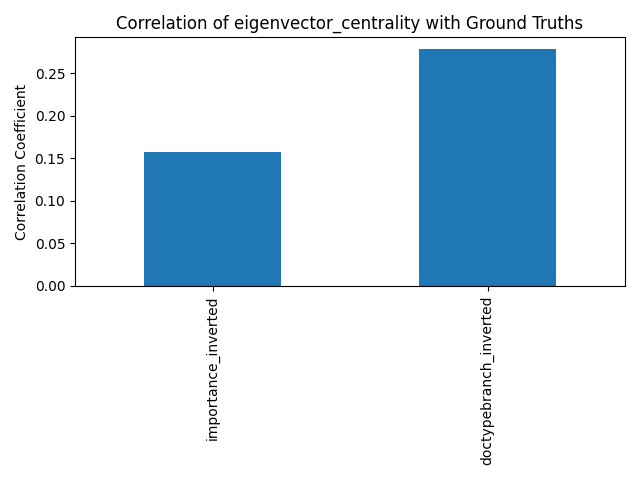 Correlation of eigenvector_centrality with Ground Truths
Correlation Coefficient
0.25
0.20
0.15
0.10
0.05
0.00
importance_inverted
doctypebranch_inverted